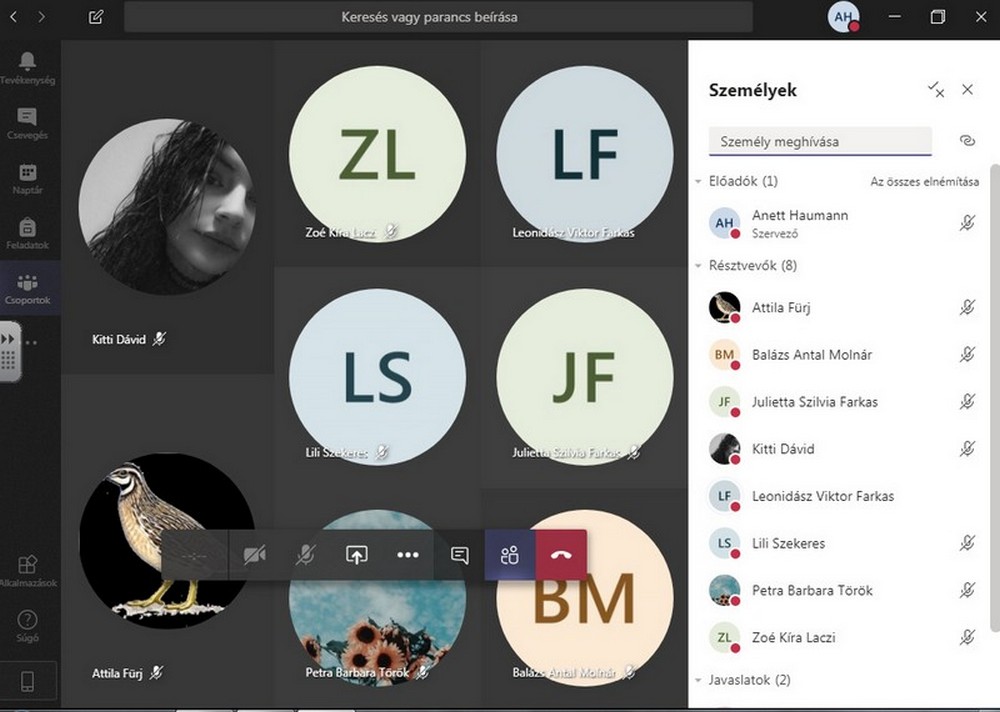 Keresés vagy parancs beírása
AH
Tevékenység
Csevegés
Naptár
Feladatok
Csoportok
Alkalmazások
Súgó
Kitti Dávid
ZL
Zoé Kíra Laczi
LF
Leonidász Viktor Farkas
LS
Lili Szekeres
JF
Julietta Szilvia Farkas
Attila Fürj
Petra Barbara Török
BM
Balázs Antal Molnár
Személyek
Személy meghívása
Előadók (1)
Az összes elnémítása
AH
Anett Haumann
Szervező
Résztvevők (8)
Attila Fürj
BM
Balázs Antal Molnár
JF
Julietta Szilvia Farkas
Kitti Dávid
LF
Leonidász Viktor Farkas
LS
Lili Szekeres
Petra Barbara Török
ZL
Zoé Kíra Laczi
Javaslatok (2)